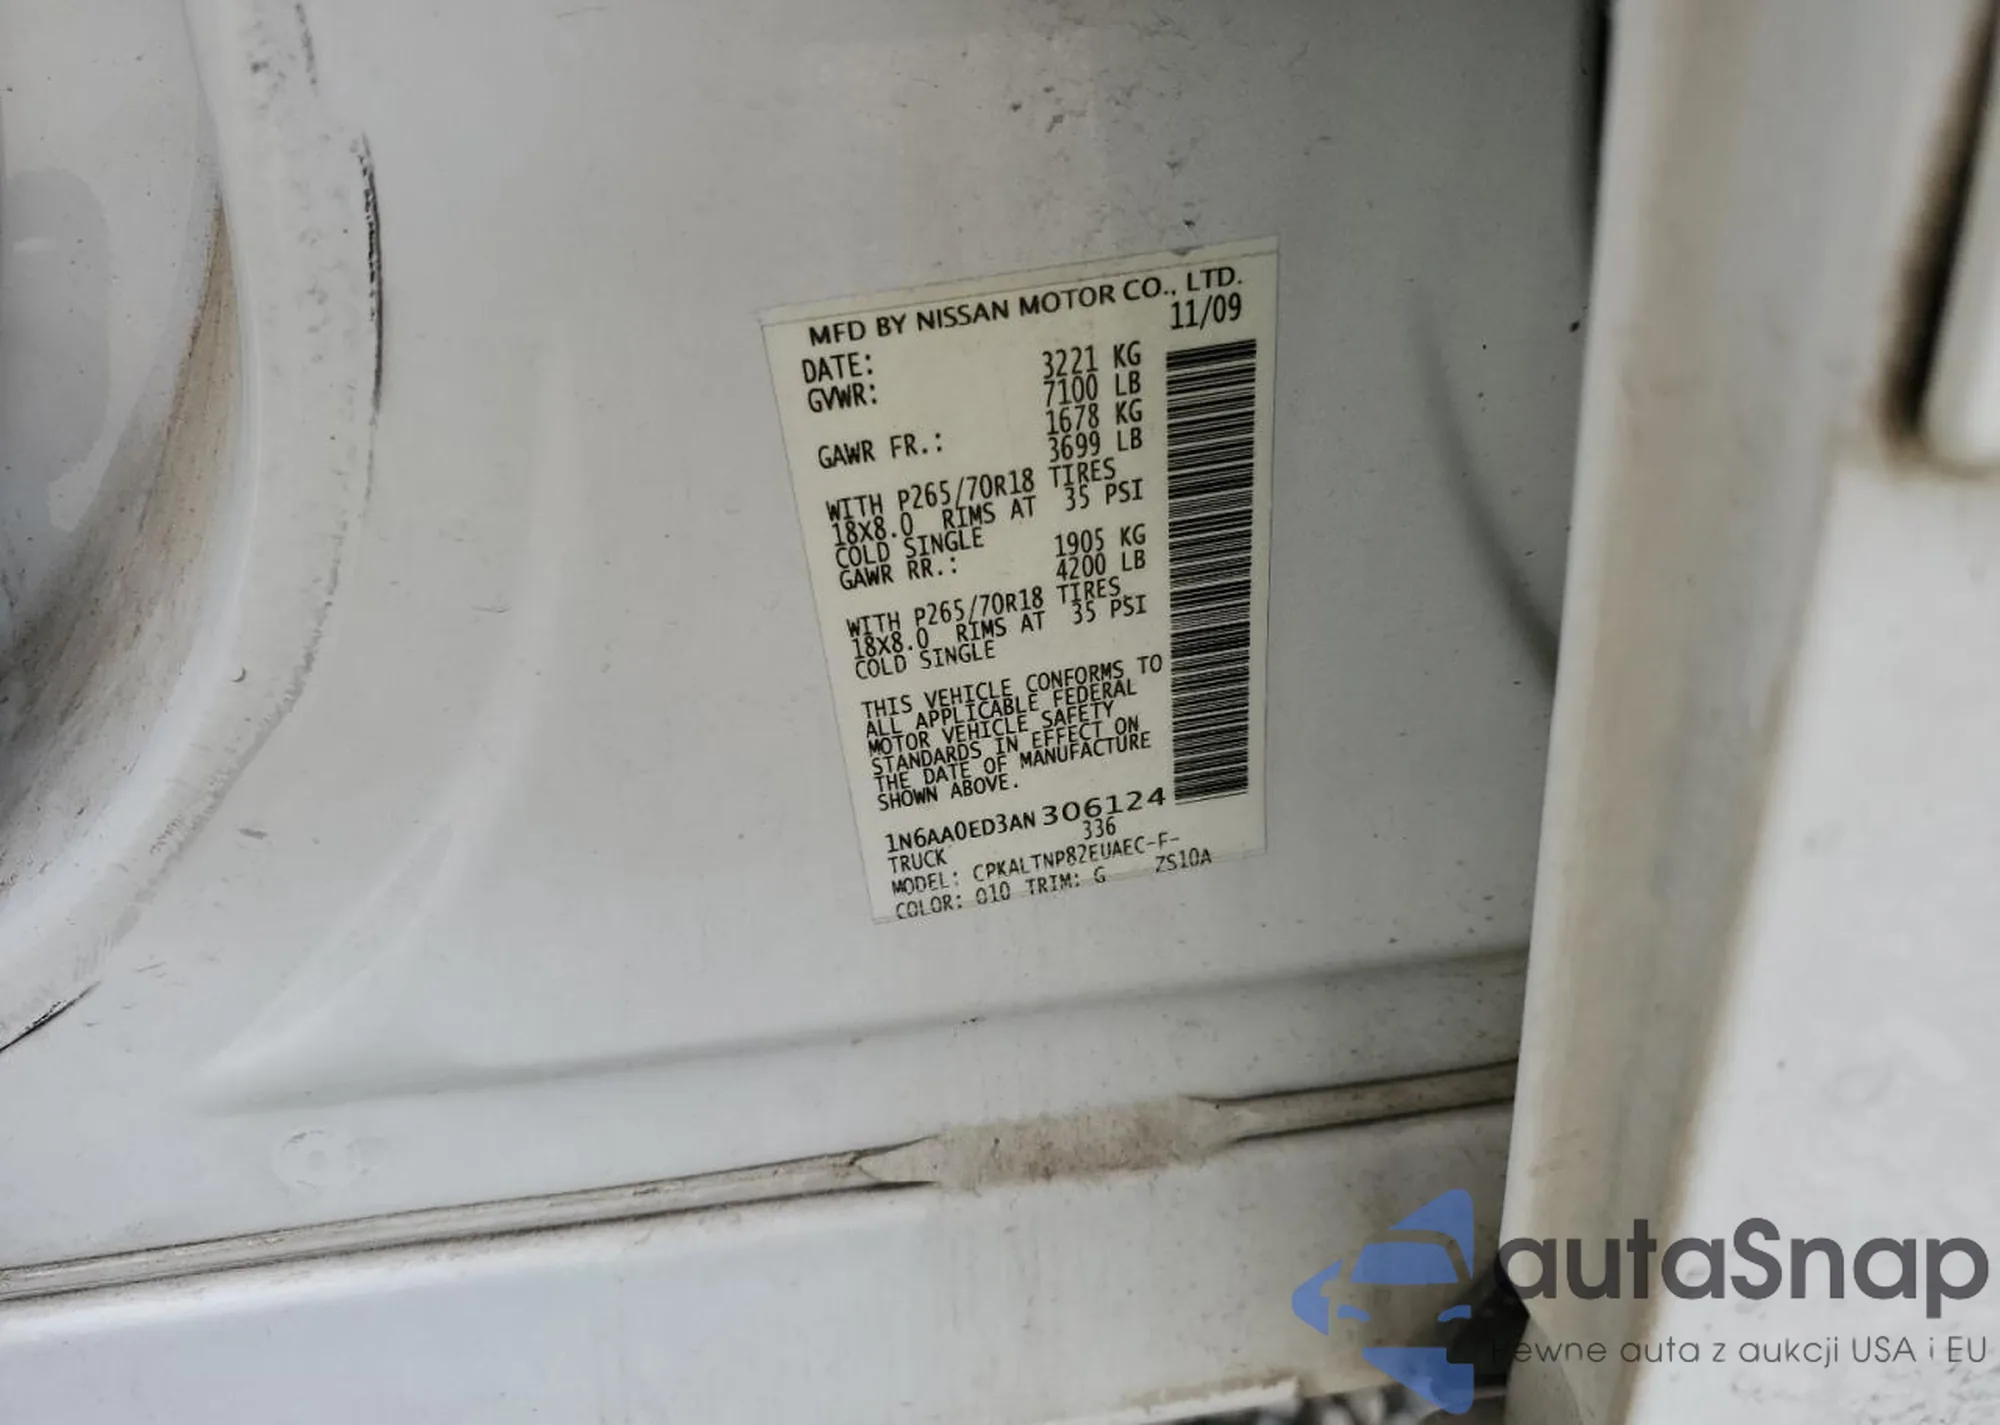 MFD BY NISSAN MOTOR CO., LTD.
DATE: 11/09
GVWR: 3221 KG
7100 LB
GAWR FR.: 1678 KG
3699 LB
WITH P265/70R18 TIRES
18X8.0 RIMS AT 35 PSI
COLD SINGLE
GAWR RR.: 1905 KG
4200 LB
WITH P265/70R18 TIRES
18X8.0 RIMS AT 35 PSI
COLD SINGLE
THIS VEHICLE CONFORMS TO
ALL APPLICABLE FEDERAL
MOTOR VEHICLE SAFETY
STANDARDS IN EFFECT ON
THE DATE OF MANUFACTURE
SHOWN ABOVE.
1N6AA0ED3AN306124
TRUCK 336
MODEL: CPKALTNP82EUAEC-F-
COLOR: 010 TRIM: G ZS10A
autaSnap
Pewne auta z aukcji USA i EU